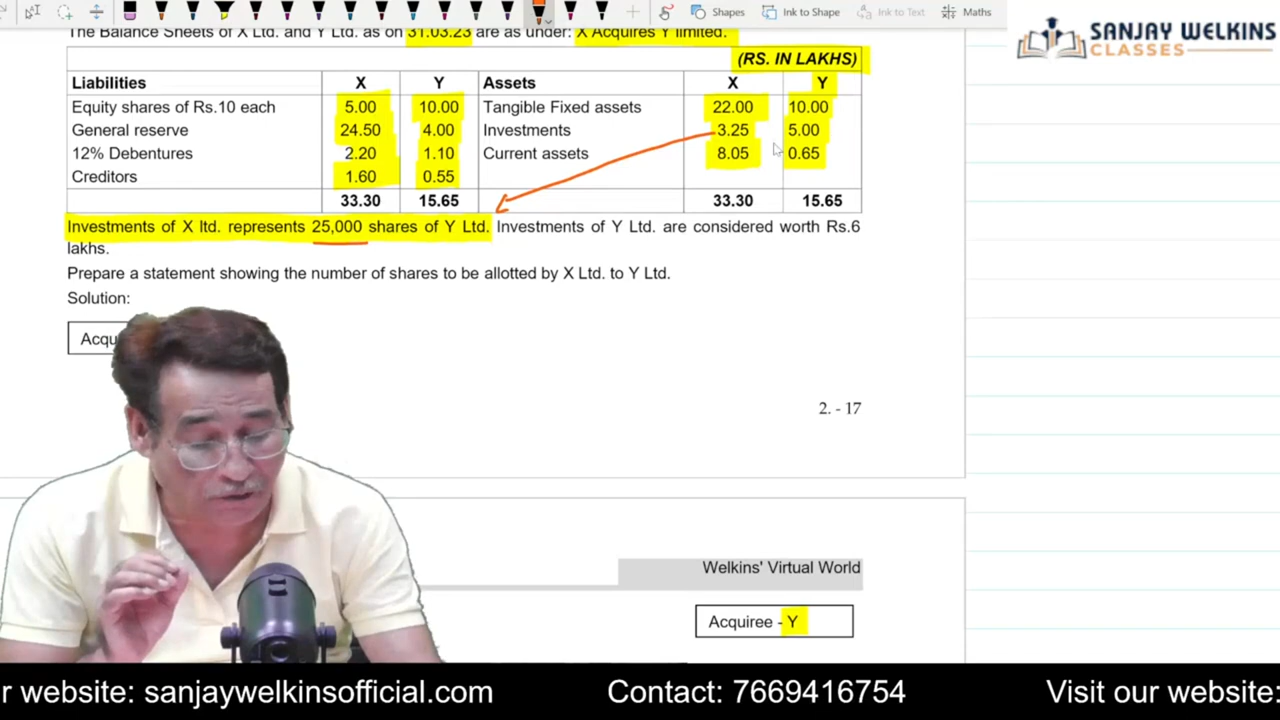 Shapes Ink to Shape Ink to Text Maths
SANJAY WELKINS
CLASSES
The Balance Sheets of X Ltd. and Y Ltd. as on 31.03.23 are as under: X Acquires Y limited.
(RS. IN LAKHS)
Liabilities X Y Assets X Y
Equity shares of Rs.10 each 5.00 10.00 Tangible Fixed assets 22.00 10.00
General reserve 24.50 4.00 Investments 3.25 5.00
12% Debentures 2.20 1.10 Current assets 8.05 0.65
Creditors 1.60 0.55
33.30 15.65 33.30 15.65
Investments of X ltd. represents 25,000 shares of Y Ltd. Investments of Y Ltd. are considered worth Rs.6
lakhs.
Prepare a statement showing the number of shares to be allotted by X Ltd. to Y Ltd.
Solution:
Acqu
2. - 17
Welkins' Virtual World
Acquiree - Y
r website: sanjaywelkinsofficial.com Contact: 7669416754 Visit our website: